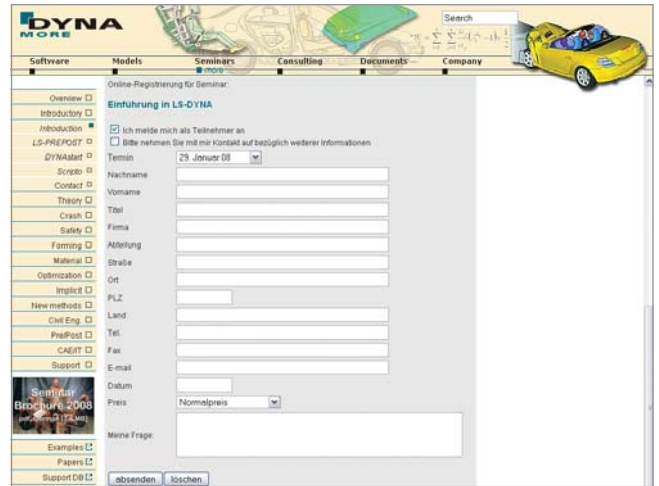 DYNA
MORE
Search
Software Models Seminars Consulting Documents Company
more
Online-Registrierung für Seminar:
Einführung in LS-DYNA
Ich melde mich als Teilnehmer an
Bitte nehmen Sie mit mir Kontakt auf bezüglich weiterer Informationen
Termin 29. Januar 08
Nachname
Vorname
Titel
Firma
Abteilung
Straße
Ort
PLZ
Land
Tel.
Fax
E-mail
Datum
Preis Normalpreis
Meine Frage:
absenden löschen
Overview
Introductory
Introduction
LS-PREPOST
DYNAstart
Scripto
Contact
Theory
Crash
Safety
Forming
Material
Optimization
Implicit
New methods
Civil Eng.
Pre/Post
CAE/IT
Support
Seminar
Brochure 2008
Examples
Papers
Support DB